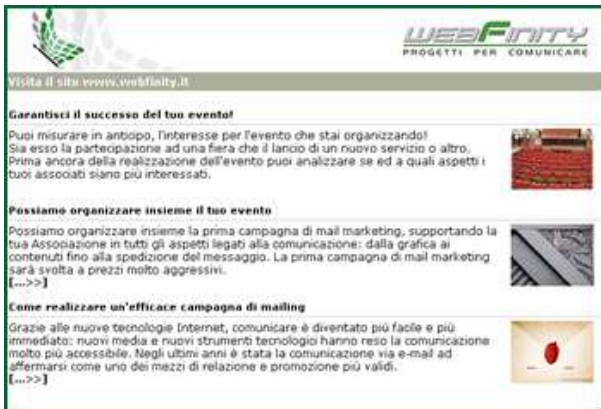 WEBFINITY
PROGETTI PER COMUNICARE
Visita il sito www.webfinity.it
Garantisci il successo del tuo evento!
Puoi misurare in anticipo, l'interesse per l'evento che stai organizzando!
Sia esso la partecipazione ad una fiera che il lancio di un nuovo servizio o altro.
Prima ancora della realizzazione dell'evento puoi analizzare se ed a quali aspetti i
tuoi associati siano più interessati.
Possiamo organizzare insieme il tuo evento
Possiamo organizzare insieme la prima campagna di mail marketing, supportando la
tua Associazione in tutti gli aspetti legati alla comunicazione: dalla grafica ai
contenuti fino alla spedizione del messaggio. La prima campagna di mail marketing
sarà svolta a prezzi molto aggressivi.
[...>>]
Come realizzare un'efficace campagna di mailing
Grazie alle nuove tecnologie Internet, comunicare è diventato più facile e più
immediato: nuovi media e nuovi strumenti tecnologici hanno reso la comunicazione
molto più accessibile. Negli ultimi anni è stata la comunicazione via e-mail ad
affermarsi come uno dei mezzi di relazione e promozione più validi.
[...>>]